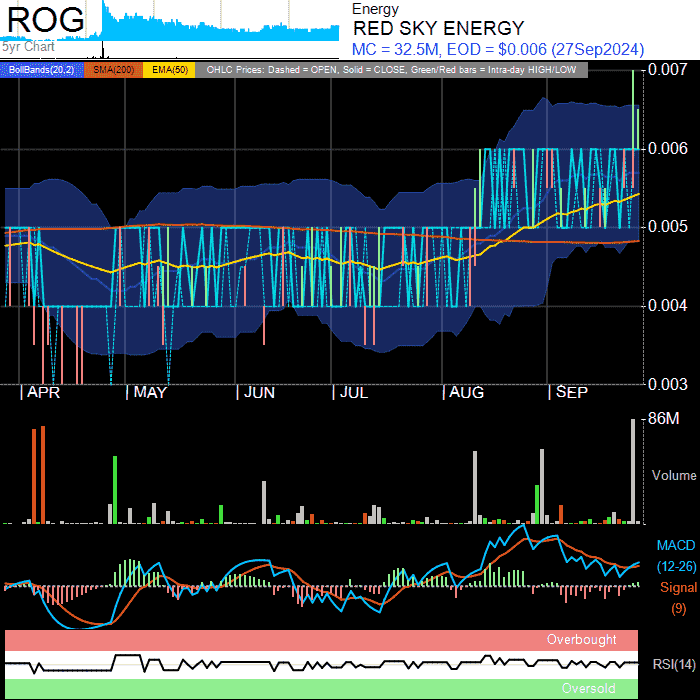 ROG
5yr Chart
Energy
RED SKY ENERGY
MC = 32.5M, EOD = $0.006 (27Sep2024)
BollBands(20,2) SMA(200) EMA(50) OHLC Prices: Dashed = OPEN, Solid = CLOSE, Green/Red bars = Intra-day HIGH/LOW
0.007
0.006
0.005
0.004
0.003
| APR | MAY | JUN | JUL | AUG | SEP
86M
Volume
MACD
(12-26)
Signal
(9)
Overbought
RSI(14)
Oversold